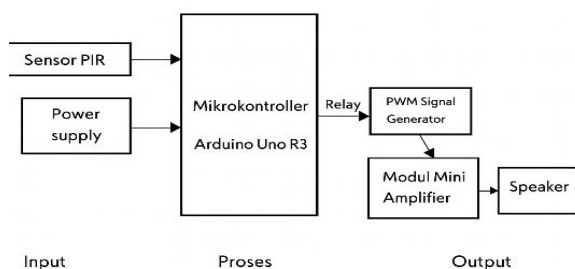 Sensor PIR
Power
supply
Mikrokontroller
Arduino Uno R3
Relay
PWM Signal
Generator
Modul Mini
Amplifier
Speaker
Input
Proses
Output